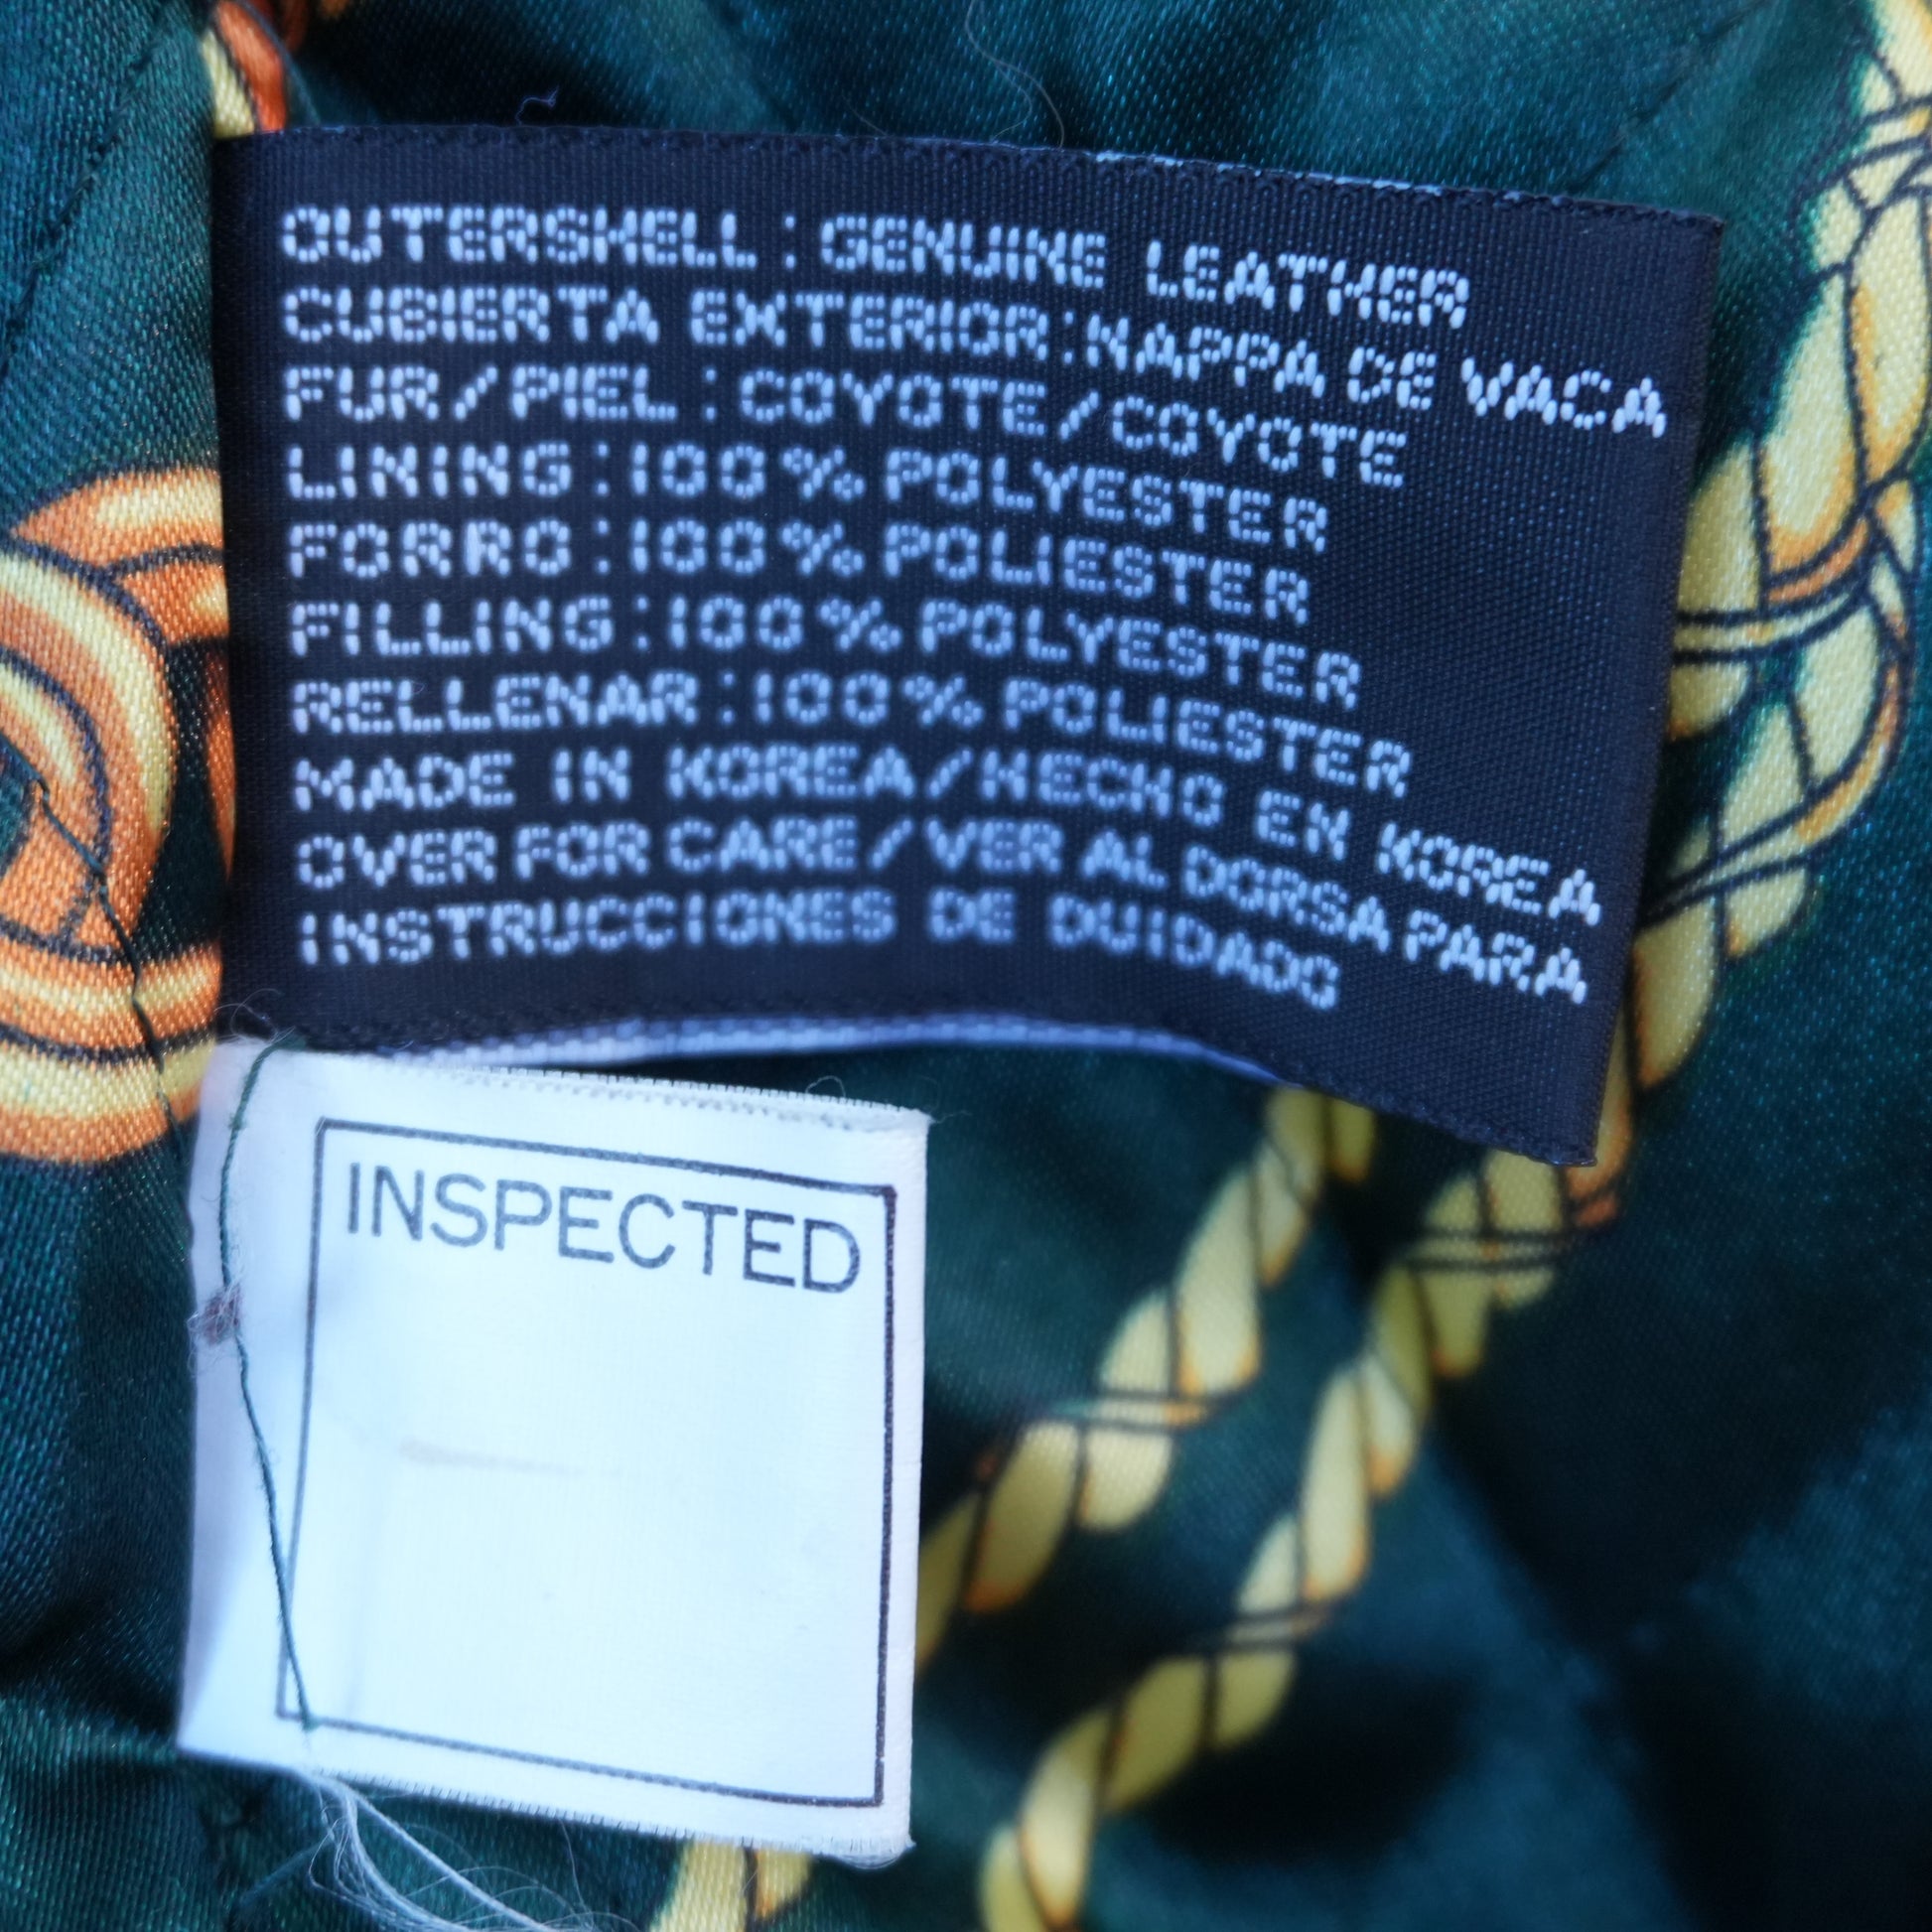 OUTERSHELL : GENUINE LEATHER
CUBIERTA EXTERIOR:NAPPA DE VACA
FUR/PIEL : COYOTE/COYOTE
LINING : 100% POLYESTER
FORRO : 100% POLIESTER
FILLING : 100% POLYESTER
RELLENAR : 100% POLIESTER
MADE IN KOREA/HECHO EN KOREA
OVER FOR CARE/VER AL DORSA PARA
INSTRUCCIONES DE DUIDADO
INSPECTED